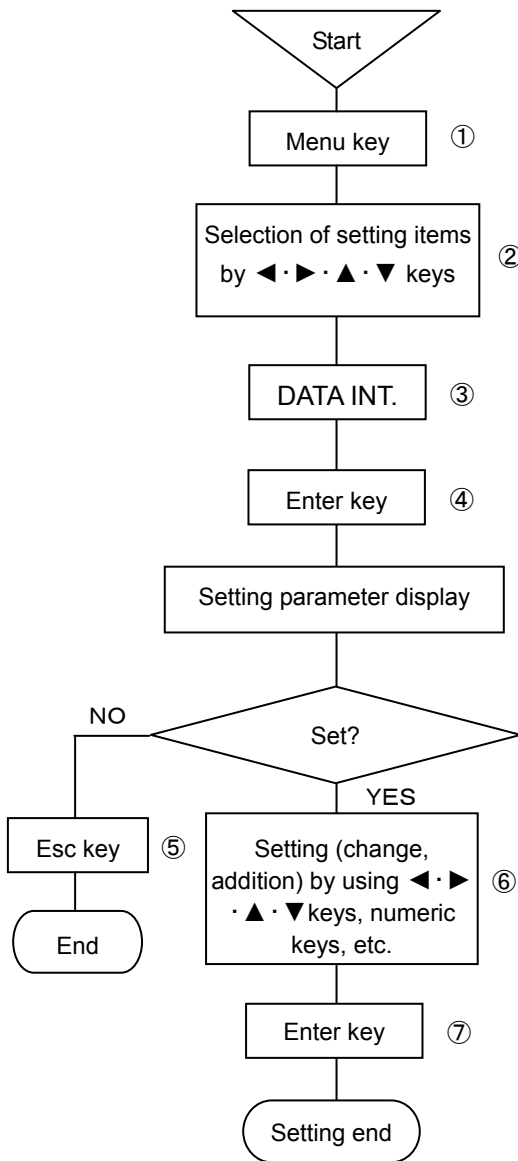 Start
Menu key ①
Selection of setting items
by ◀・▶・▲・▼ keys ②
DATA INT. ③
Enter key ④
Setting parameter display
Set?
NO
YES
Esc key ⑤
End
Setting (change,
addition) by using ◀・▶ ⑥
・▲・▼keys, numeric
keys, etc.
Enter key ⑦
Setting end